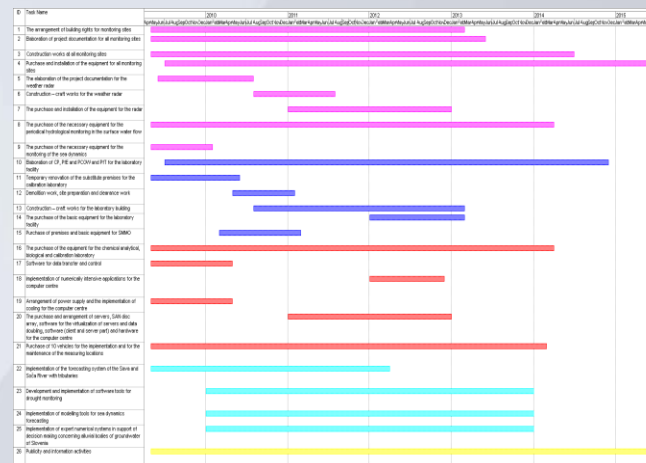 ID Task Name
2010 2011 2012 2013 2014 2015
1 The arrangement of building rights for monitoring sites
2 Elaboration of project documentation for all monitoring sites
3 Construction works at all monitoring sites
4 Purchase and installation of the equipment for all monitoring
sites
5 The elaboration of the project documentation for the
weather radar
6 Construction – craft works for the weather radar
7 The purchase and installation of the equipment for the radar
8 The purchase of the necessary equipment for the
periodical hydrological monitoring in the surface water flow
9 The purchase of the necessary equipment for the
monitoring of the sea dynamics
10 Elaboration of CP, PIE and PCOW and PIT for the laboratory
facility
11 Temporary renovation of the substitute premises for the
calibration laboratory
12 Demolition work, site preparation and clearance work
13 Construction – craft works for the laboratory building
14 The purchase of the basic equipment for the laboratory
facility
15 Purchase of premises and basic equipment for SMMO
16 The purchase of the equipment for the chemical analytical,
biological and calibration laboratory
17 Software for data transfer and control
18 Implementation of numerically intensive applications for the
computer centre
19 Arrangement of power supply and the implementation of
cooling for the computer centre
20 The purchase and arrangement of servers, SAN disc
array, software for the virtualization of servers and data
doubling, software (client and server part) and hardware
for the computer centre
21 Purchase of 10 vehicles for the implementation and for the
maintenance of the measuring locations
22 Implementation of the forecasting system of the Sava and
Soča River with tributaries
23 Development and implementation of software tools for
drought monitoring
24 Implementation of modelling tools for sea dynamics
forecasting
25 Implementation of expert numerical systems in support of
decision making concerning alluvial bodies of groundwater
of Slovenia
26 Publicity and information activities